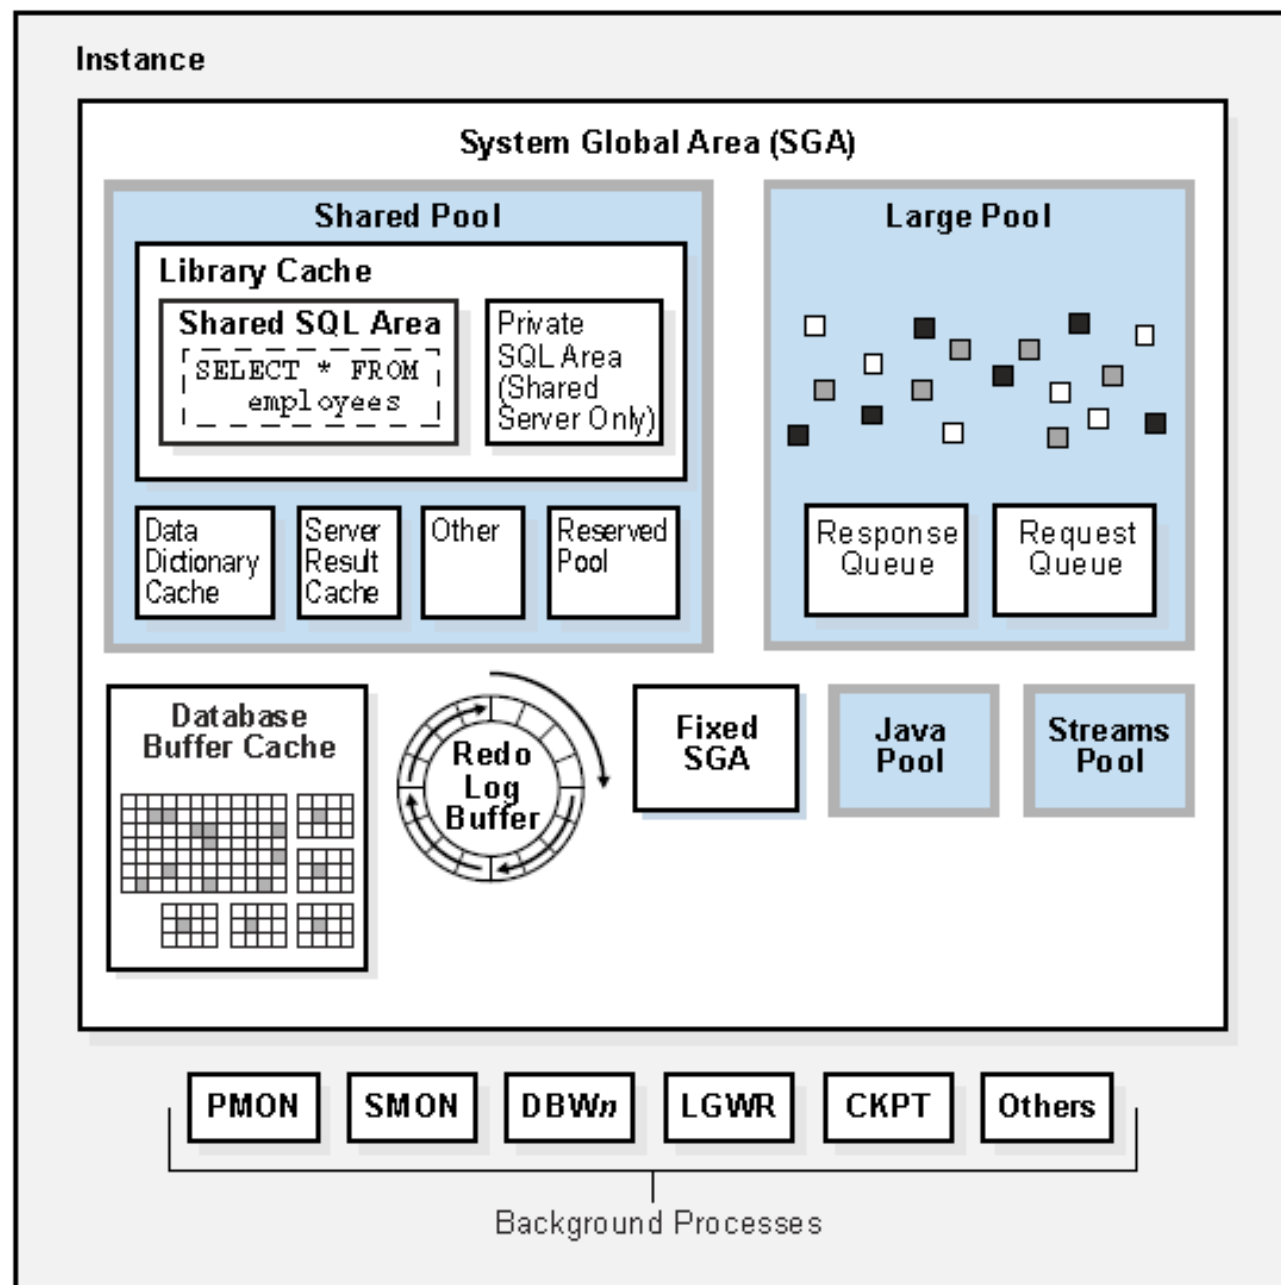 Instance
System Global Area (SGA)
Shared Pool
Library Cache
Shared SQL Area
SELECT * FROM
employees
Private
SQL Area
(Shared
Server Only)
Data
Dictionary
Cache
Server
Result
Cache
Other
Reserved
Pool
Large Pool
Response
Queue
Request
Queue
Database
Buffer Cache
Redo
Log
Buffer
Fixed
SGA
Java
Pool
Streams
Pool
PMON
SMON
DBWn
LGWR
CKPT
Others
Background Processes